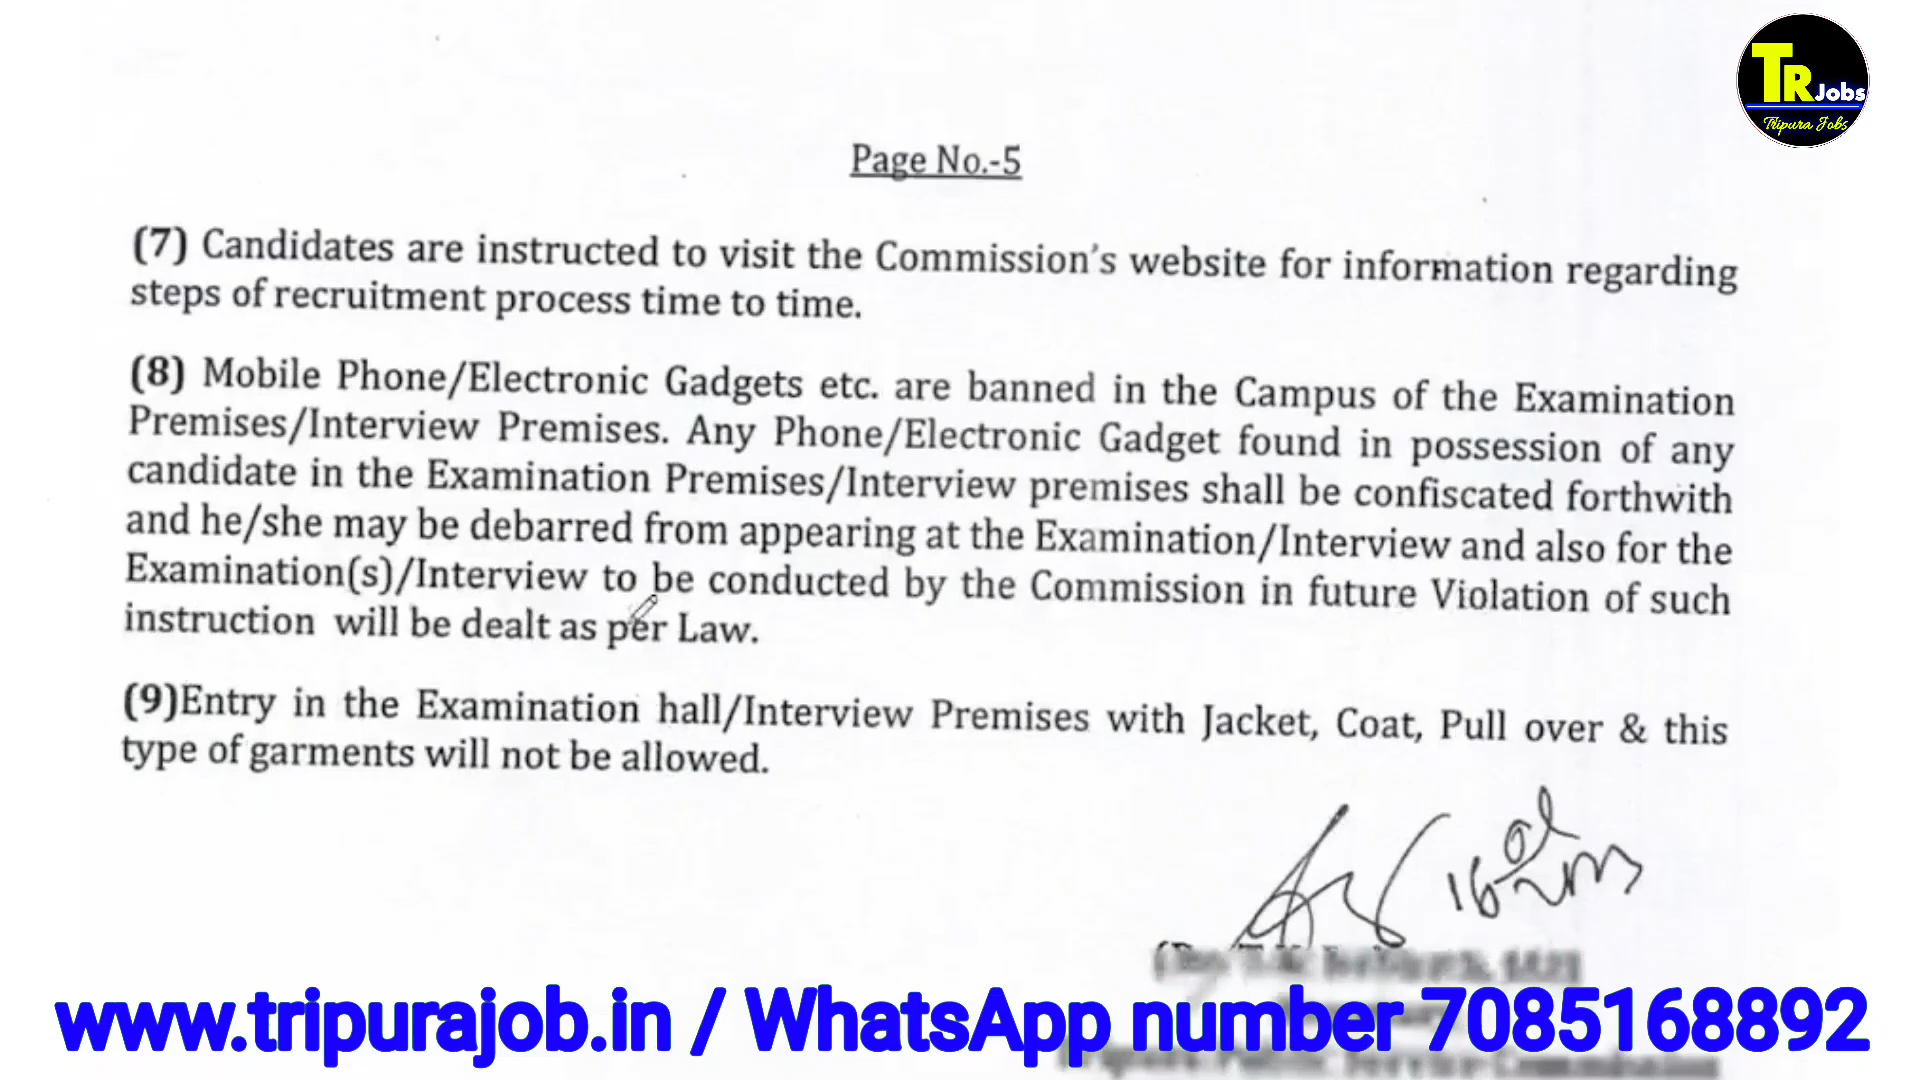 TR Jobs
Tripura Jobs
Page No.-5
(7) Candidates are instructed to visit the Commission's website for information regarding
steps of recruitment process time to time.
(8) Mobile Phone/Electronic Gadgets etc. are banned in the Campus of the Examination
Premises/Interview Premises. Any Phone/Electronic Gadget found in possession of any
candidate in the Examination Premises/Interview premises shall be confiscated forthwith
and he/she may be debarred from appearing at the Examination/Interview and also for the
Examination(s)/Interview to be conducted by the Commission in future Violation of such
instruction will be dealt as per Law.
(9)Entry in the Examination hall/Interview Premises with Jacket, Coat, Pull over & this
type of garments will not be allowed.
www.tripurajob.in / WhatsApp number 7085168892